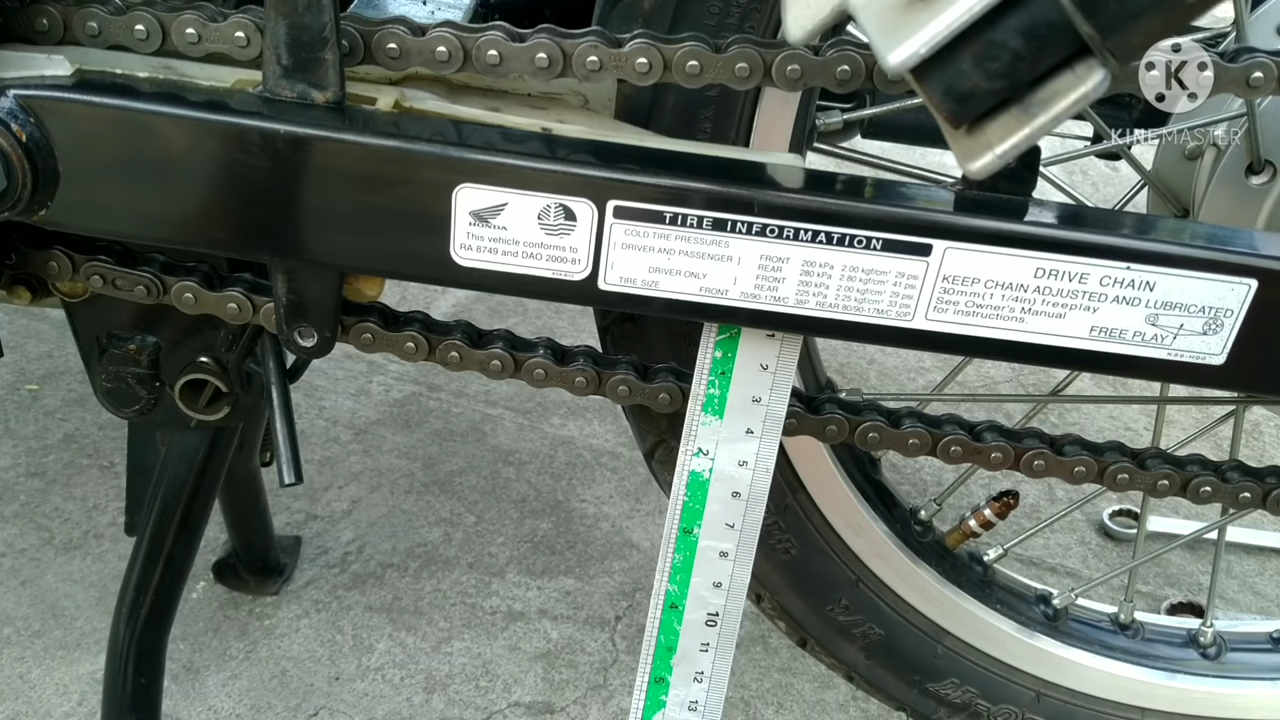 K
KINEMASTER
HONDA
This vehicle conforms to
RA 8749 and DAO 2000-81
TIRE INFORMATION
COLD TIRE PRESSURES
[ DRIVER AND PASSENGER ] FRONT 200 kPa 2.00 kgf/cm² 29 psi
REAR 280 kPa 2.80 kgf/cm² 41 psi
[ DRIVER ONLY ] FRONT 200 kPa 2.00 kgf/cm² 29 psi
REAR 225 kPa 2.25 kgf/cm² 33 psi
TIRE SIZE FRONT 70/90-17M/C 38P REAR 80/90-17M/C 50P
DRIVE CHAIN
KEEP CHAIN ADJUSTED AND LUBRICATED
30mm(1 1/4in) freeplay
See Owner's Manual
for instructions.
FREE PLAY
1 2 3 4 5 6 7 8 9 10 11 12 13
1 2 3 4 5